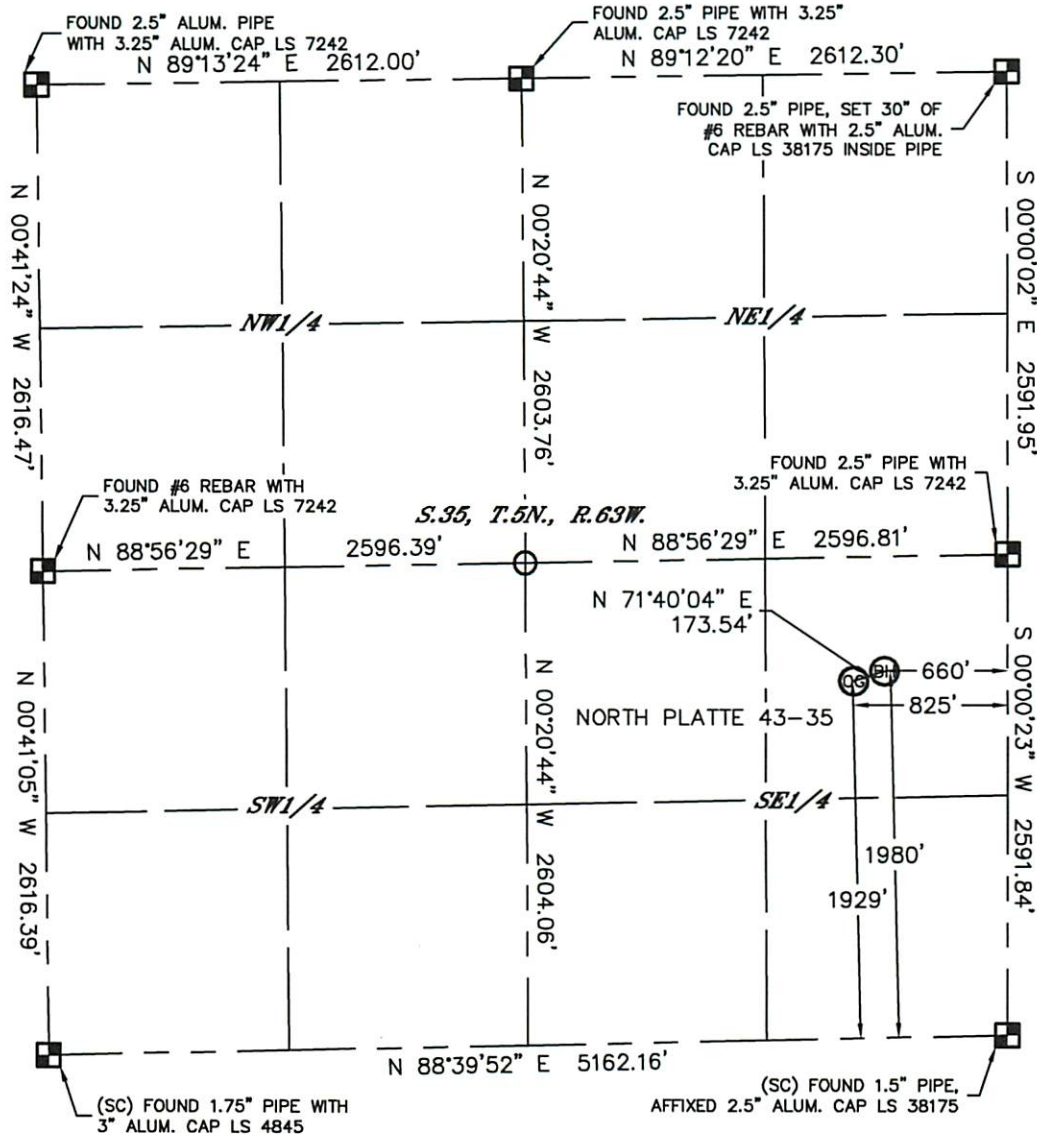 FOUND 2.5" ALUM. PIPE
WITH 3.25" ALUM. CAP LS 7242
FOUND 2.5" PIPE WITH 3.25"
ALUM. CAP LS 7242
N 89°13'24" E 2612.00'
N 89°12'20" E 2612.30'
FOUND 2.5" PIPE, SET 30" OF
#6 REBAR WITH 2.5" ALUM.
CAP LS 38175 INSIDE PIPE
N 00°41'24" W 2616.47'
N 00°20'44" W 2603.76'
S 00°00'02" E 2591.95'
NW1/4
NE1/4
FOUND #6 REBAR WITH
3.25" ALUM. CAP LS 7242
FOUND 2.5" PIPE WITH
3.25" ALUM. CAP LS 7242
S.35, T.5N., R.63W.
N 88°56'29" E 2596.39'
N 88°56'29" E 2596.81'
N 71°40'04" E
173.54'
BH
660'
825'
NORTH PLATTE 43-35
N 00°41'05" W 2616.39'
N 00°20'44" W 2604.06'
S 00°00'23" W 2591.84'
SW1/4
SE1/4
1980'
1929'
N 88°39'52" E 5162.16'
(SC) FOUND 1.75" PIPE WITH
3" ALUM. CAP LS 4845
(SC) FOUND 1.5" PIPE,
AFFIXED 2.5" ALUM. CAP LS 38175